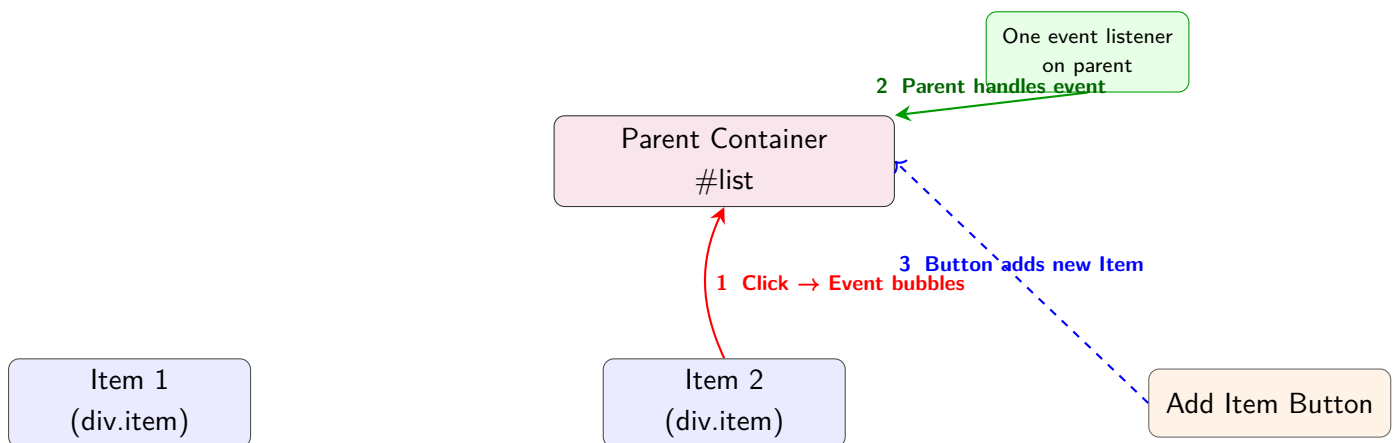 One event listener
on parent
2 Parent handles event
Parent Container
#list
3 Button adds new Item
1 Click → Event bubbles
Item 1
(div.item)
Item 2
(div.item)
Add Item Button